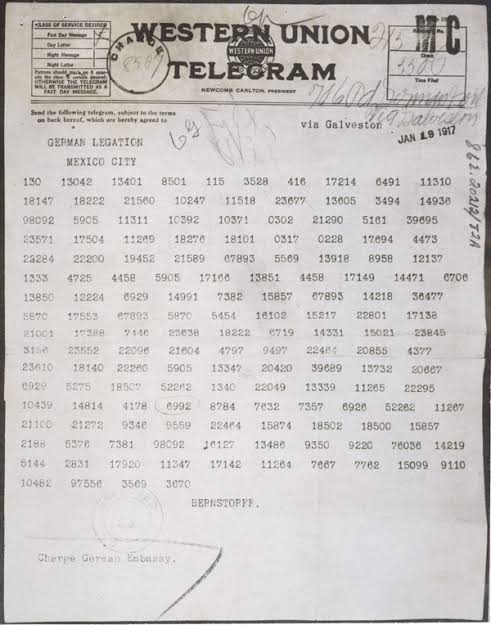 CLASS OF SERVICE DESIRED
Fast Day Message
Day Letter
Night Message
Night Letter
Patrons should mark an X opposite the class of service desired;
OTHERWISE THE TELEGRAM
WILL BE TRANSMITTED AS A
FAST DAY MESSAGE.
CHARGE
WESTERN UNION
WESTERN UNION
TELEGRAM
NEWCOMB CARLTON, PRESIDENT
MC
Check
Time Filed
Send the following telegram, subject to the terms
on back hereof, which are hereby agreed to
via Galveston
JAN 19 1917
GERMAN LEGATION
MEXICO CITY
130 13042 13401 8501 115 3528 416 17214 6491 11310
18147 18222 21560 10247 11518 23677 13605 3494 14936
98092 5905 11311 10392 10371 0302 21290 5161 39695
23571 17504 11269 18276 18101 0317 0228 17694 4473
23284 22200 19452 21589 67893 5569 13918 8958 12137
1333 4725 4458 5905 17166 13851 4458 17149 14471 6706
13850 12224 6929 14991 7382 15857 67893 14218 36477
5870 17553 67893 5870 5454 16102 15217 22801 17138
21001 17388 7446 23638 18222 6719 14331 15021 23845
3156 23552 22096 21604 4797 9497 22464 20855 4377
23610 18140 22260 5905 13347 20420 39689 13732 20667
6929 5275 18507 52262 1340 22049 13339 11265 22295
10439 14814 4178 6992 8784 7632 7357 6926 52262 11267
21100 21272 9346 9559 22464 15874 18502 18500 15857
2188 5376 7381 98092 16127 13486 9350 9220 76036 14219
5144 2831 17920 11347 17142 11264 7667 7762 15099 9110
10482 97556 3569 3670
BERNSTORFF.
Charge German Embassy.